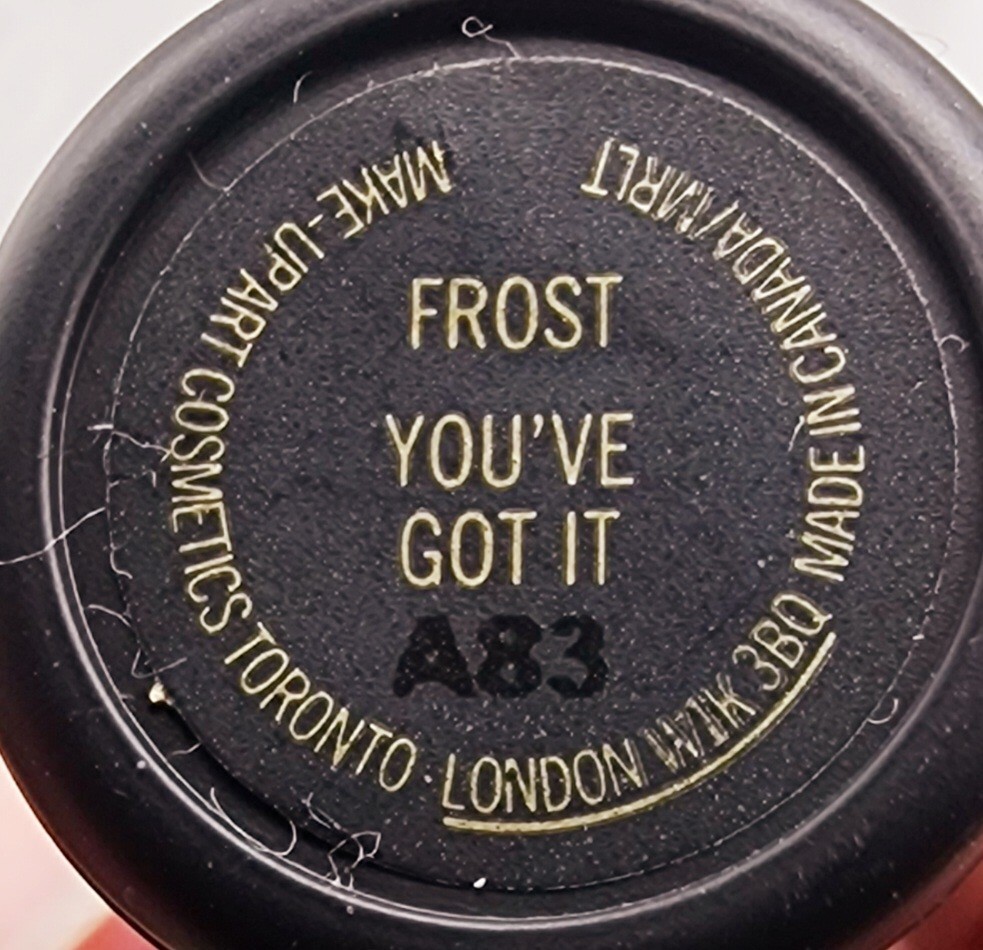 FROST
YOU'VE
GOT IT
A83
MAKE-UP ART COSMETICS TORONTO · LONDON W1K 3BQ MADE IN CANADA/MRLT